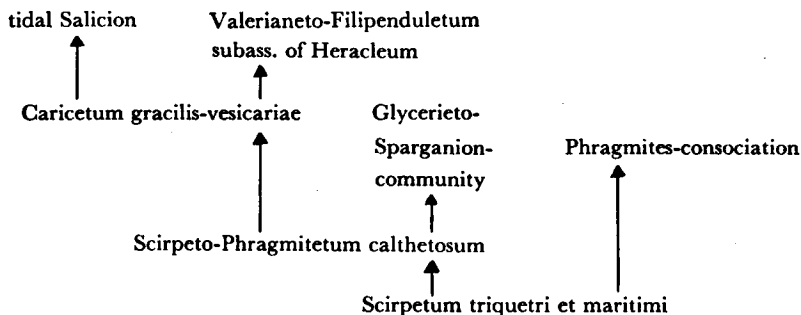 tidal Salicion
Valerianeto-Filipenduletum
subass. of Heracleum
Caricetum gracilis-vesicariae
Glycerieto-
Sparganion-
community
Phragmites-consociation
Scirpeto-Phragmitetum calthetosum
Scirpetum triquetri et maritimi